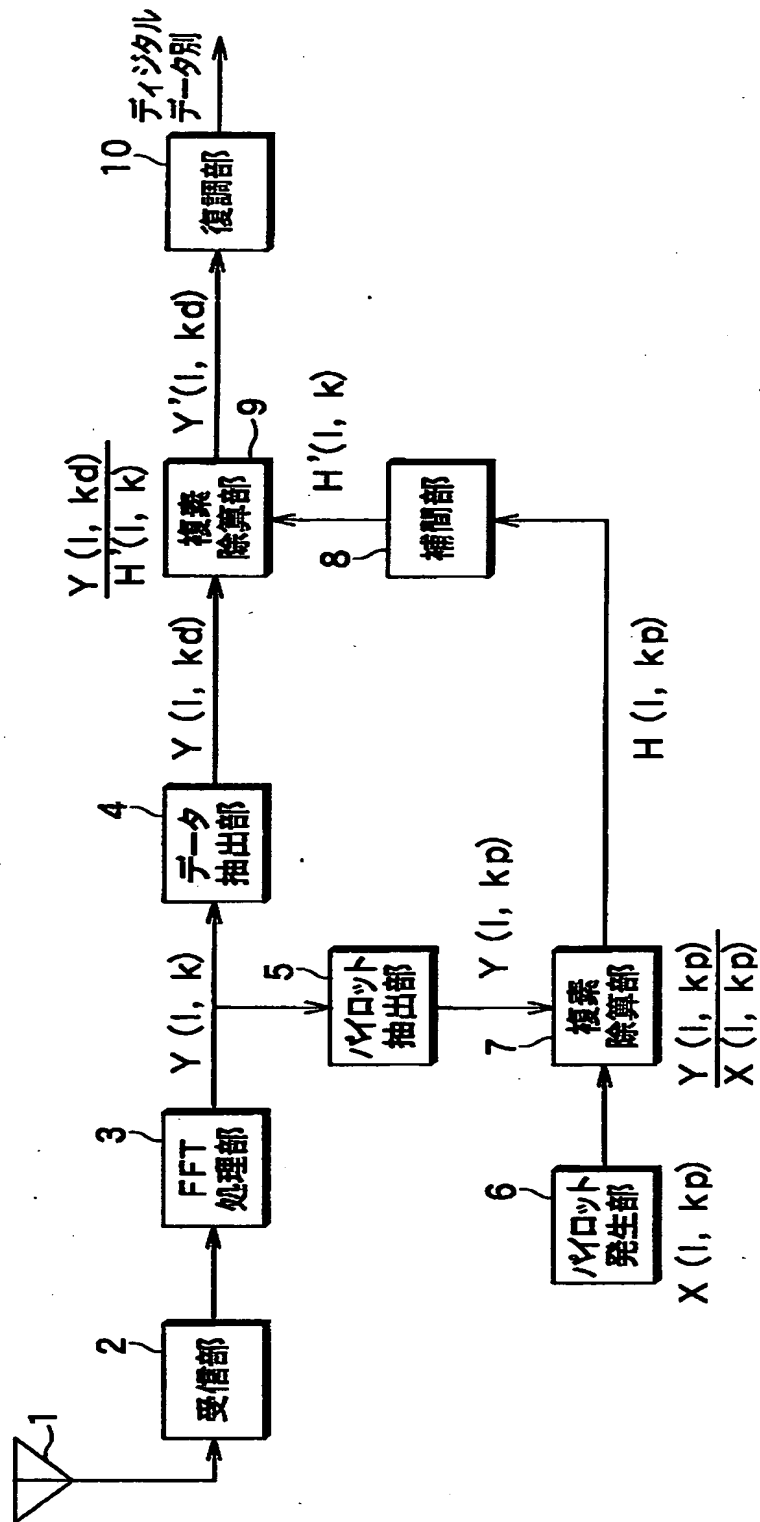 1
2
受信部
3
FFT
処理部
Y (l, k)
4
データ
抽出部
Y (l, kd)
Y (l, kd)
H'(l, k)
複素
除算部
9
Y'(l, kd)
10
復調部
ディジタル
データ別
5
パイロット
抽出部
Y (l, kp)
6
パイロット
発生部
X (l, kp)
7
複素
除算部
Y (l, kp)
X (l, kp)
H (l, kp)
8
補間部
H'(l, k)